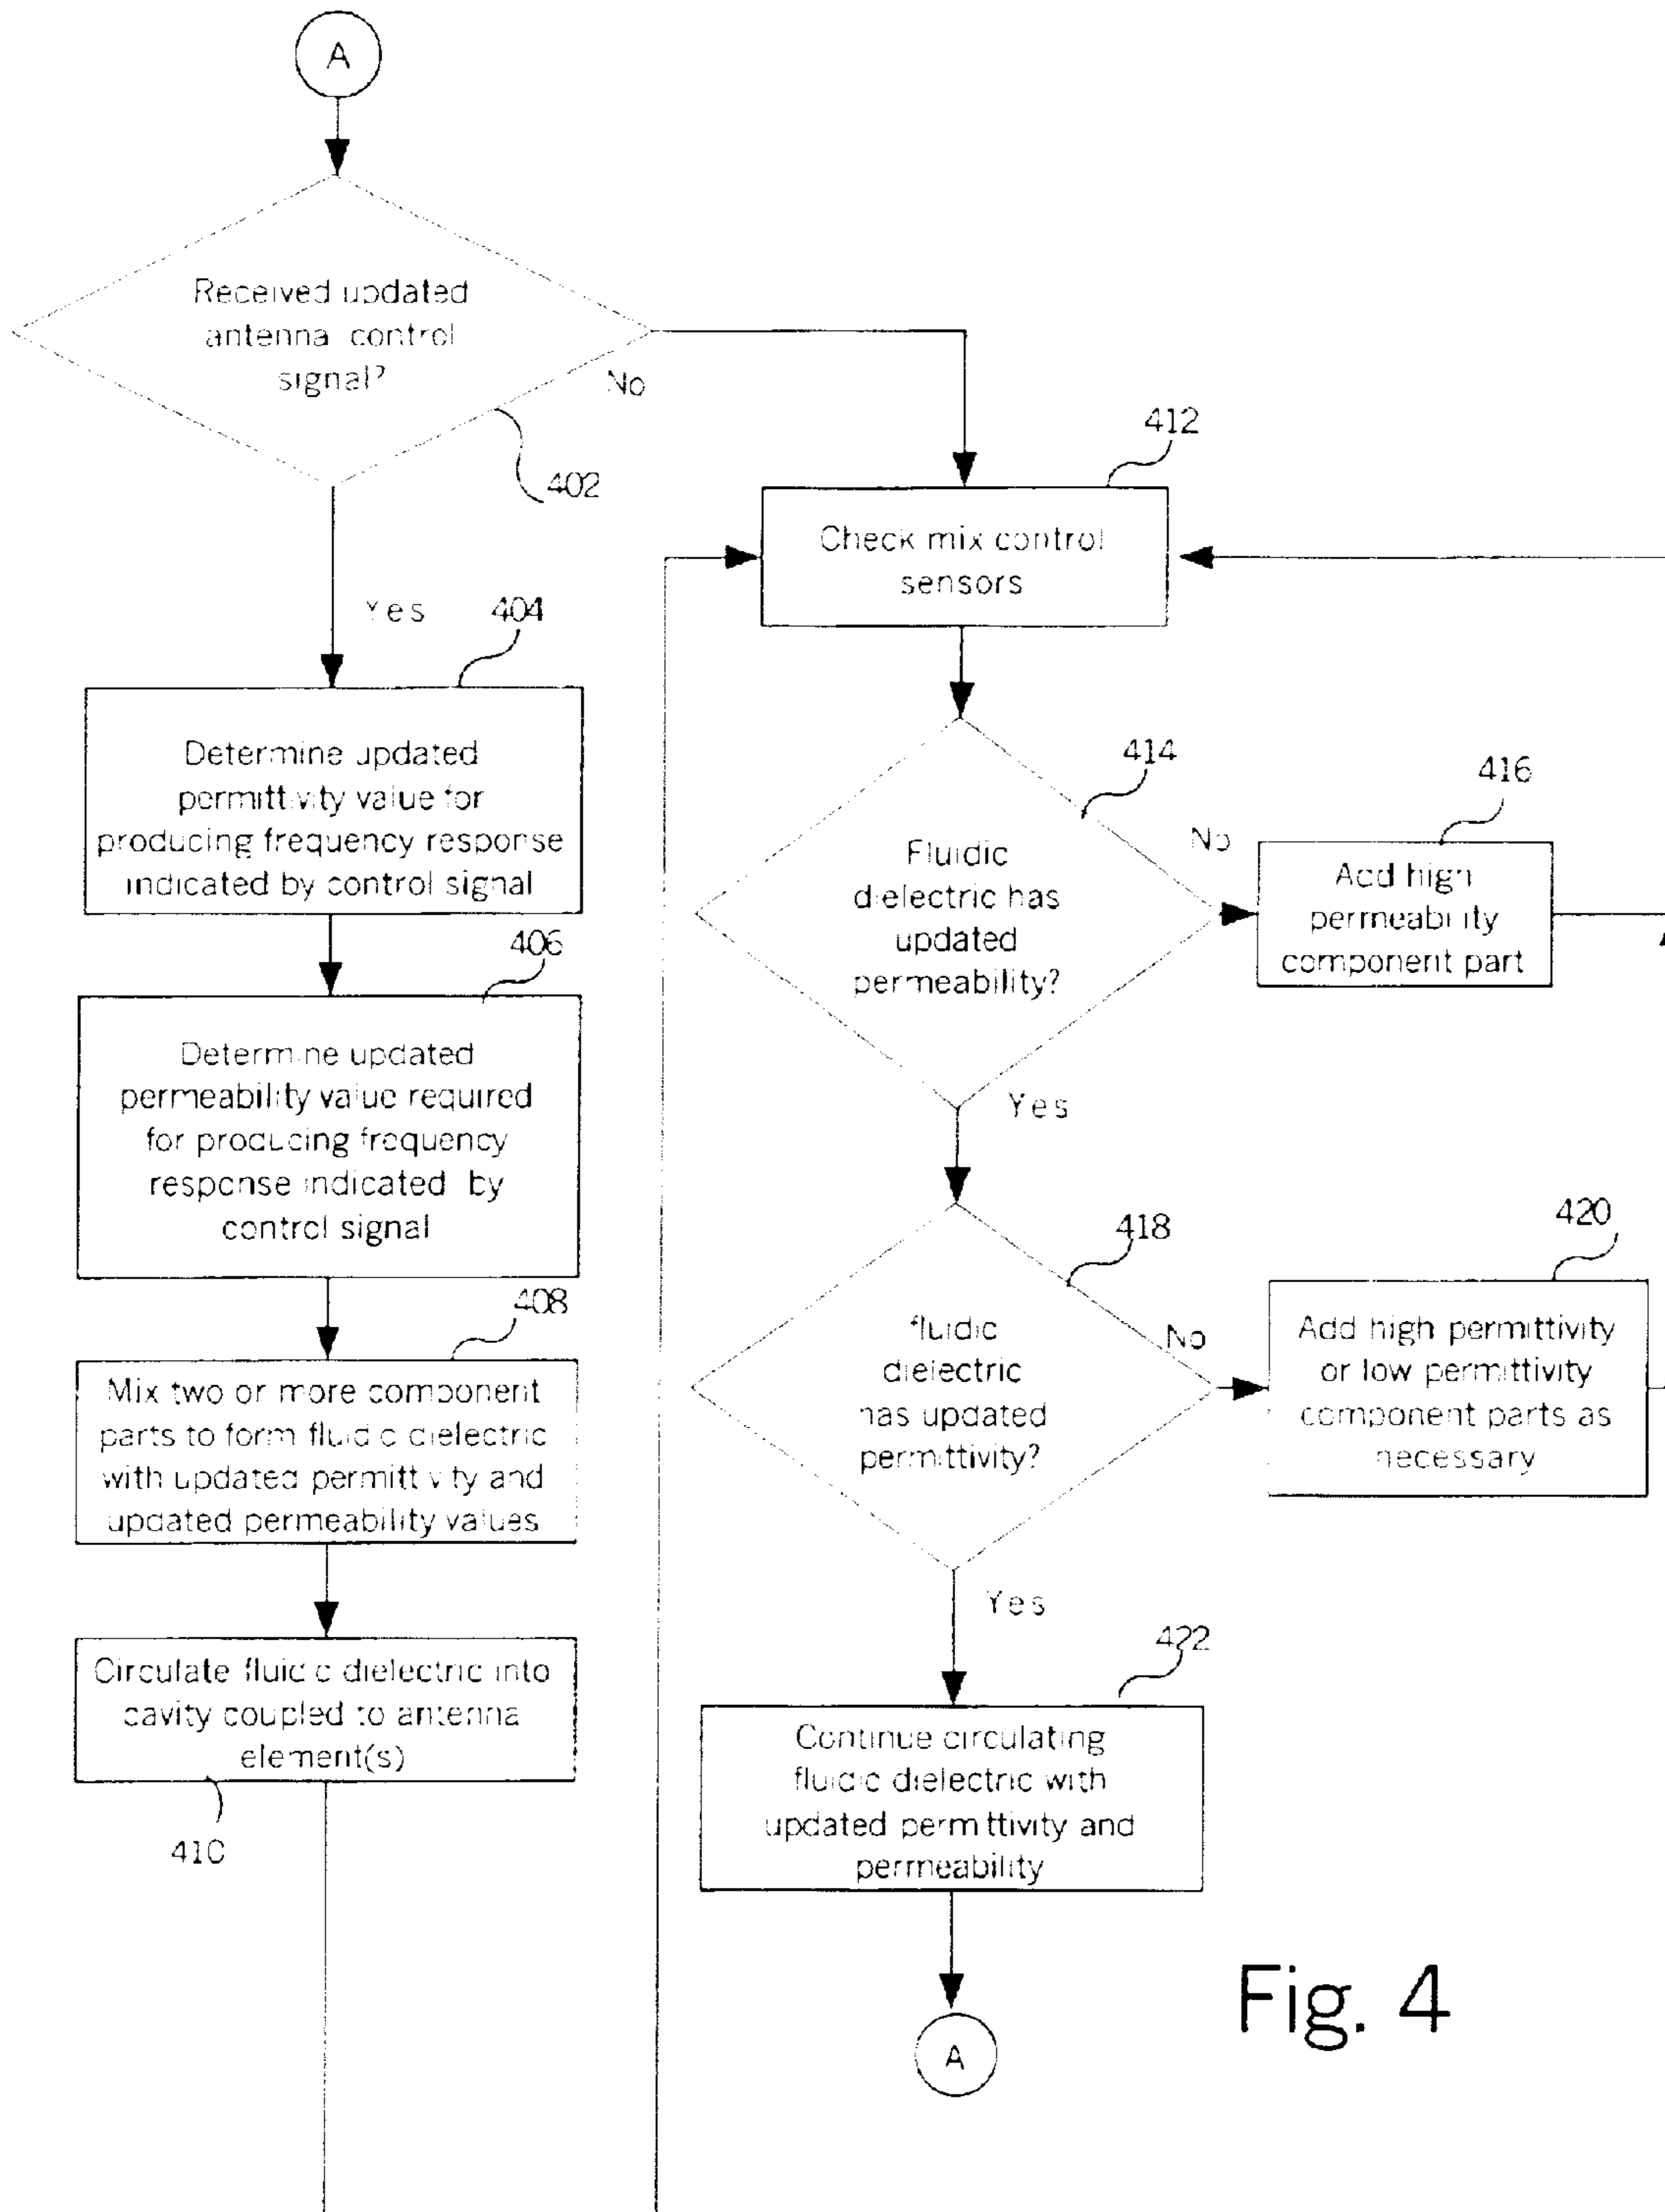 A
Received updated
antenna control
signal?
No
402
Yes
404
Determine updated
permittivity value for
producing frequency response
indicated by control signal
406
Determine updated
permeability value required
for producing frequency
response indicated by
control signal
408
Mix two or more component
parts to form fluidic dielectric
with updated permittivity and
updated permeability values
Circulate fluidic dielectric into
cavity coupled to antenna
element(s)
410
412
Check mix control
sensors
414
Fluidic
dielectric has
updated
permeability?
No
416
Add high
permeability
component part
Yes
418
fluidic
dielectric
has updated
permittivity?
No
420
Add high permittivity
or low permittivity
component parts as
necessary
Yes
422
Continue circulating
fluidic dielectric with
updated permittivity and
permeability
A
Fig. 4